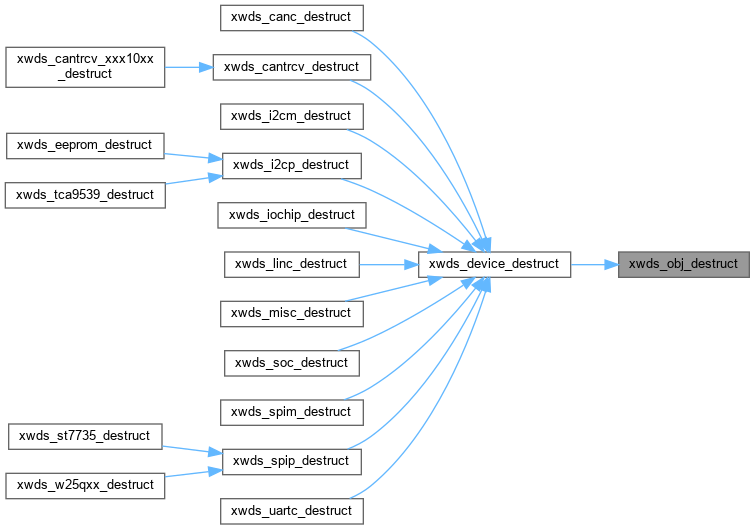 xwds_canc_destruct
xwds_cantrcv_xxx10xx
_destruct
xwds_cantrcv_destruct
xwds_i2cm_destruct
xwds_eeprom_destruct
xwds_i2cp_destruct
xwds_tca9539_destruct
xwds_iochip_destruct
xwds_linc_destruct
xwds_device_destruct
xwds_obj_destruct
xwds_misc_destruct
xwds_soc_destruct
xwds_spim_destruct
xwds_st7735_destruct
xwds_spip_destruct
xwds_w25qxx_destruct
xwds_uartc_destruct